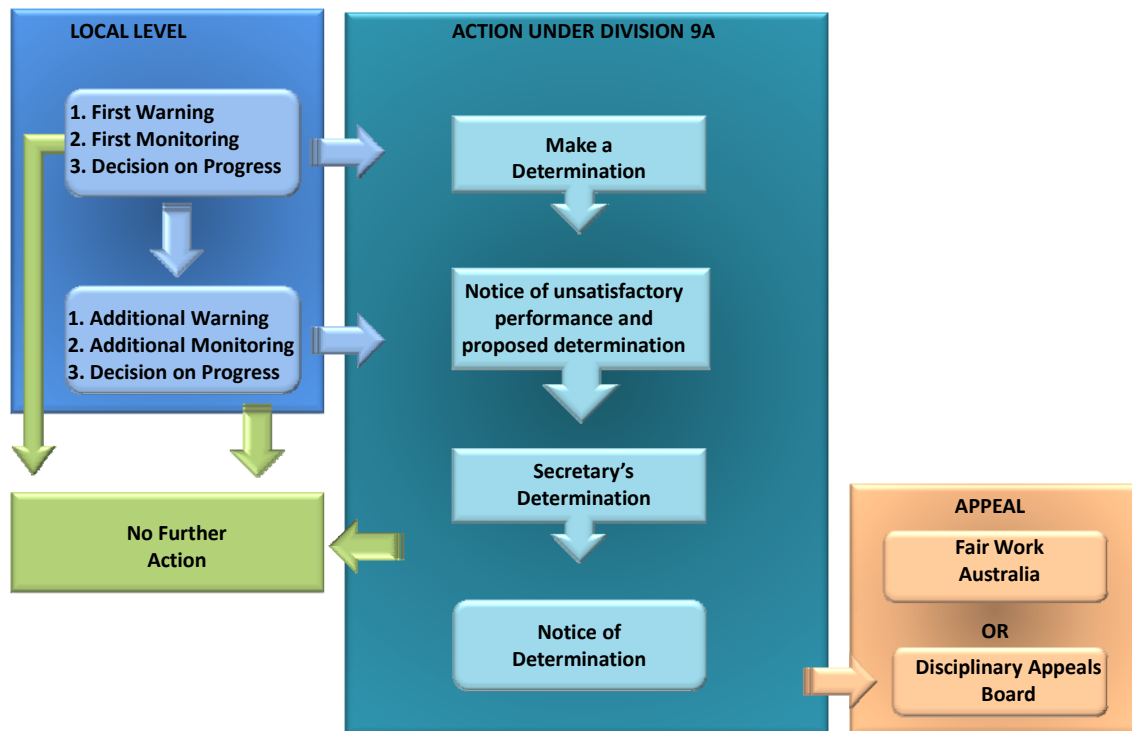 LOCAL LEVEL
1. First Warning
2. First Monitoring
3. Decision on Progress
1. Additional Warning
2. Additional Monitoring
3. Decision on Progress
No Further
Action
ACTION UNDER DIVISION 9A
Make a
Determination
Notice of unsatisfactory
performance and
proposed determination
Secretary’s
Determination
Notice of
Determination
APPEAL
Fair Work
Australia
OR
Disciplinary Appeals
Board